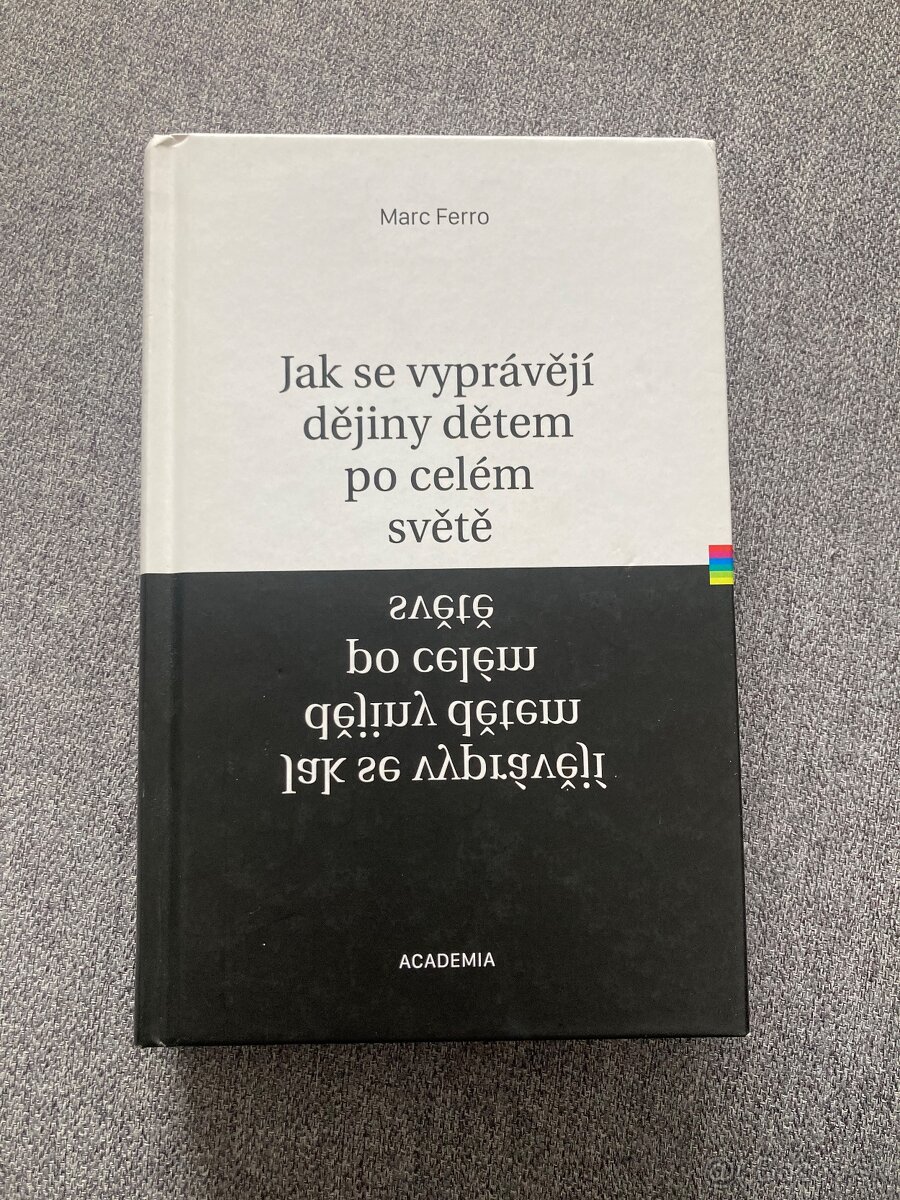 Marc Ferro
Jak se vyprávějí
dějiny dětem
po celém
světě
světě
po celém
dějiny dětem
Jak se vyprávějí
ACADEMIA